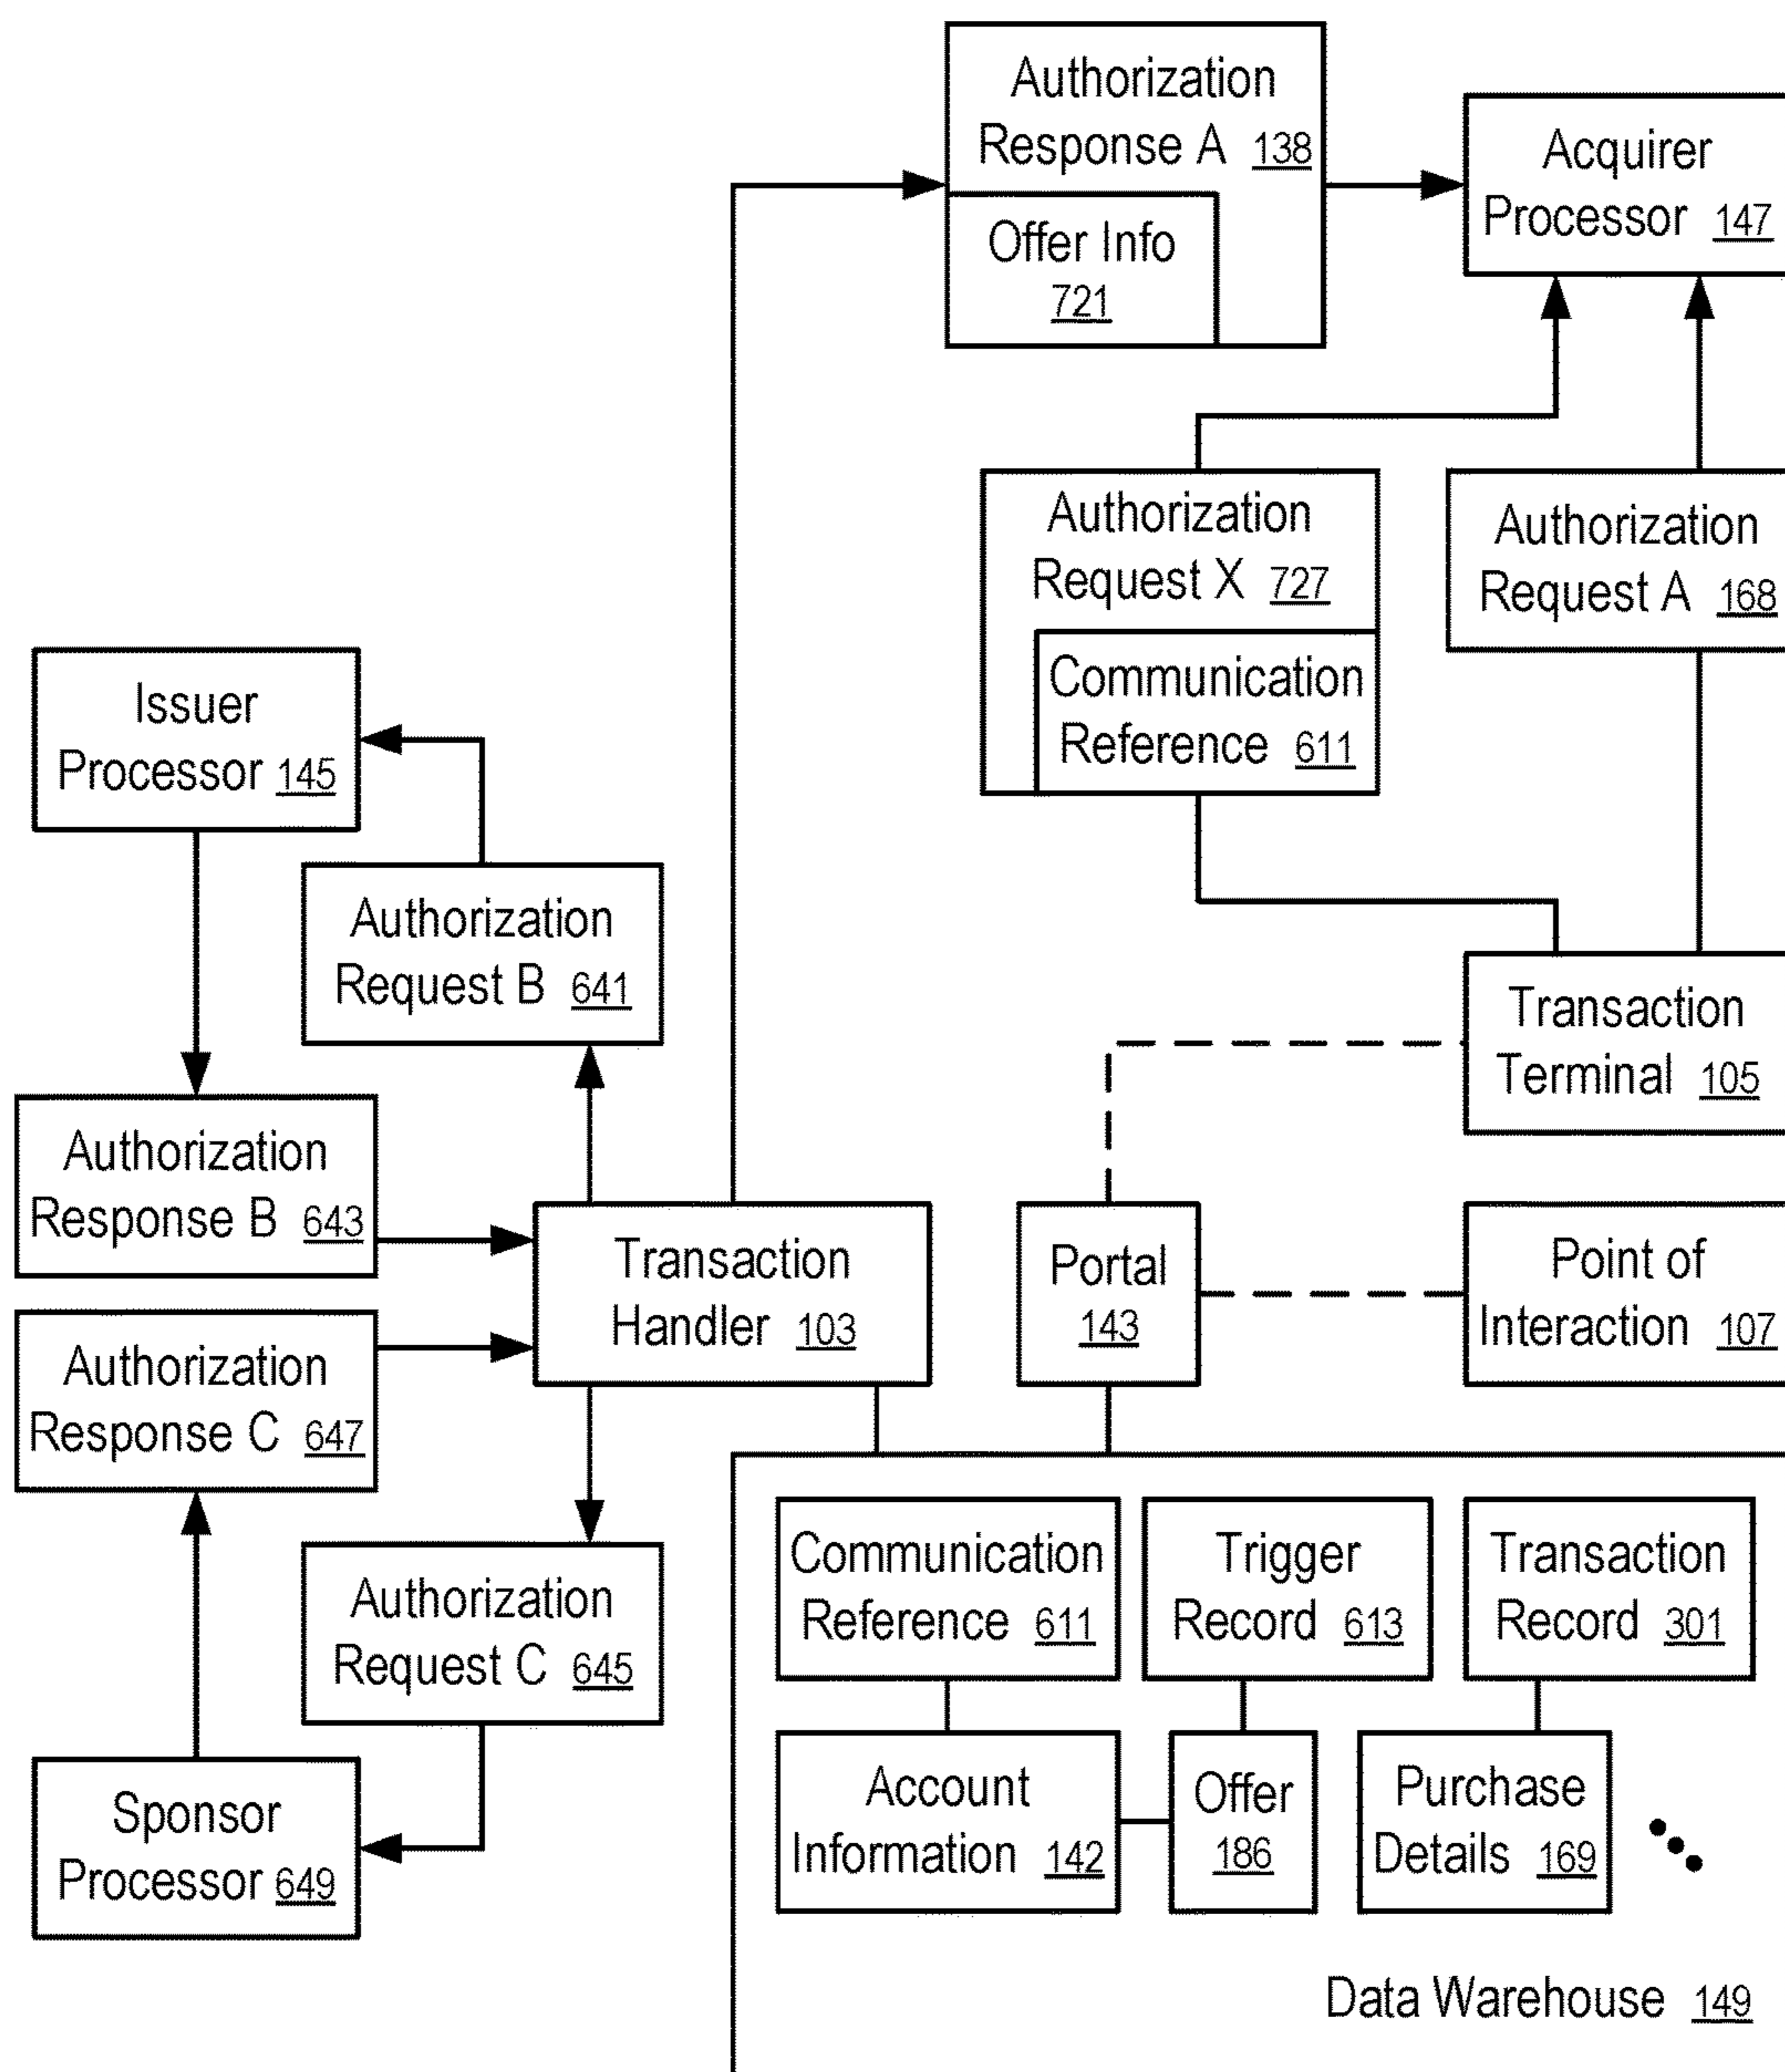 Authorization
Response A 138
Offer Info
721
Acquirer
Processor 147
Authorization
Request X 727
Communication
Reference 611
Authorization
Request A 168
Issuer
Processor 145
Authorization
Request B 641
Transaction
Terminal 105
Authorization
Response B 643
Transaction
Handler 103
Portal
143
Point of
Interaction 107
Authorization
Response C 647
Authorization
Request C 645
Sponsor
Processor 649
Communication
Reference 611
Trigger
Record 613
Transaction
Record 301
Account
Information 142
Offer
186
Purchase
Details 169
Data Warehouse 149